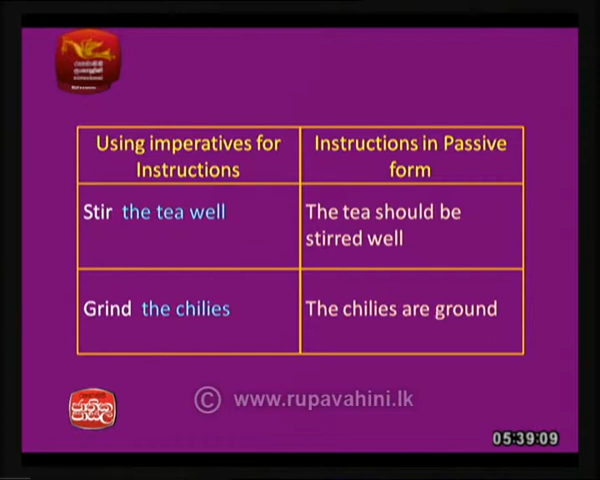 Using imperatives for
Instructions
Instructions in Passive
form
Stir the tea well
The tea should be
stirred well
Grind the chilies
The chilies are ground
© www.rupavahini.lk
05:39:09